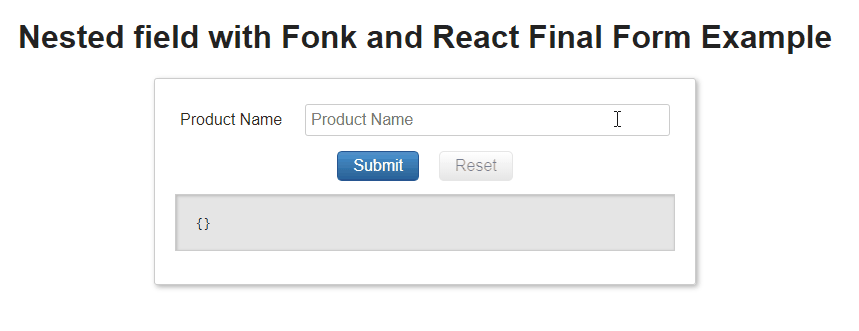 Nested field with Fonk and React Final Form Example
Product Name Product Name
Submit Reset
{}